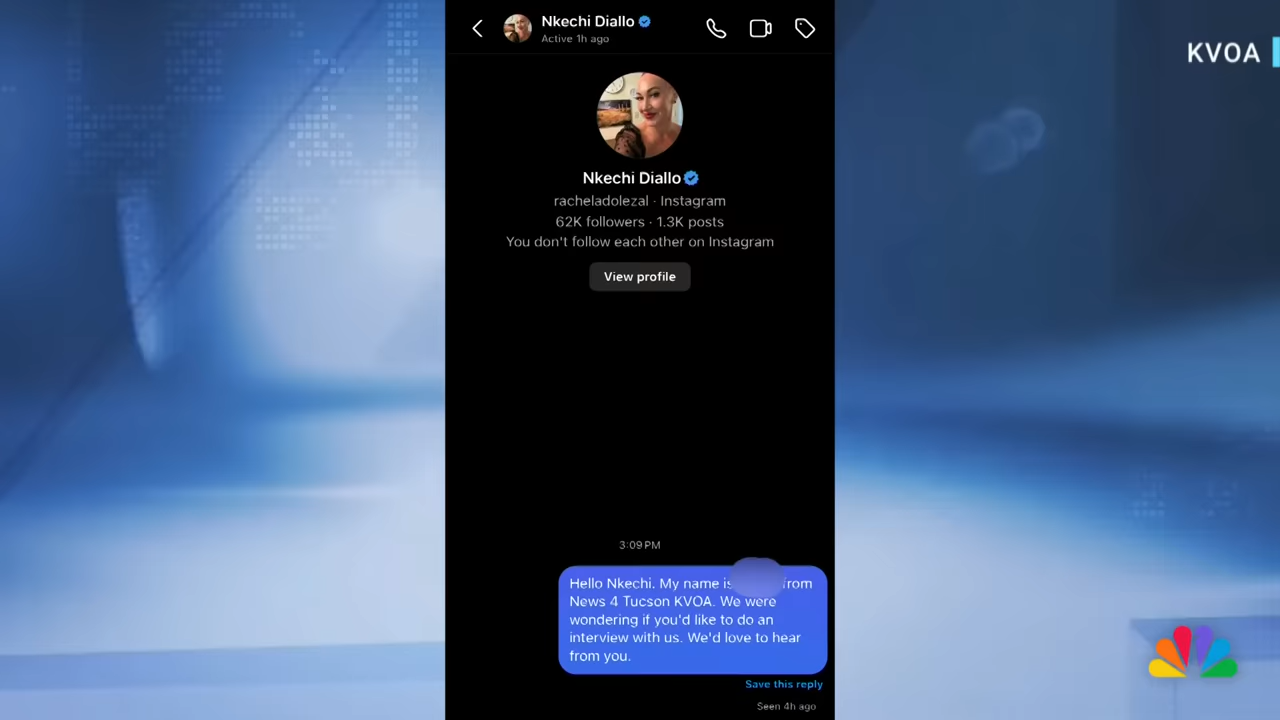 Nkechi Diallo
Active 1h ago
KVOA
Nkechi Diallo
racheladolezal · Instagram
62K followers · 1.3K posts
You don't follow each other on Instagram
View profile
3:09 PM
Hello Nkechi. My name is from
News 4 Tucson KVOA. We were
wondering if you'd like to do an
interview with us. We'd love to hear
from you.
Save this reply
Seen 4h ago